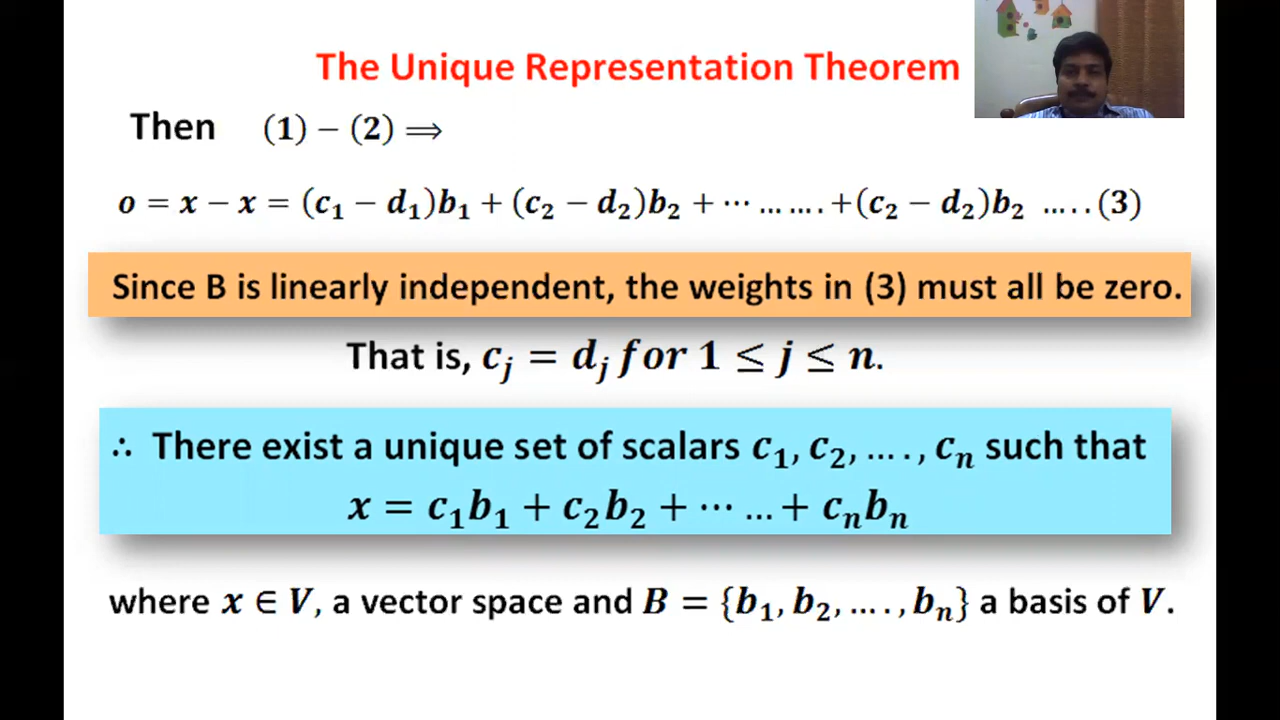 The Unique Representation Theorem
Then (1) − (2) ⟹
o = x − x = (c₁ − d₁)b₁ + (c₂ − d₂)b₂ + ⋯ … … . +(c₂ − d₂)b₂ … . . (3)
Since B is linearly independent, the weights in (3) must all be zero.
That is, cⱼ = dⱼ for 1 ≤ j ≤ n.
∴ There exist a unique set of scalars c₁, c₂, … . , cₙ such that
x = c₁b₁ + c₂b₂ + ⋯ … + cₙbₙ
where x ∈ V, a vector space and B = {b₁, b₂, … . , bₙ} a basis of V.